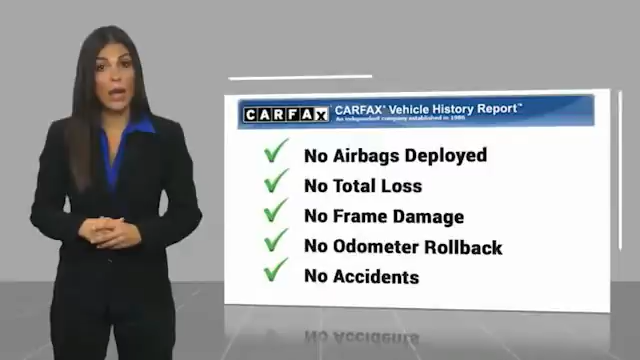 CARFAX CARFAX® Vehicle History Report™
An independent company established in 1986
No Airbags Deployed
No Total Loss
No Frame Damage
No Odometer Rollback
No Accidents